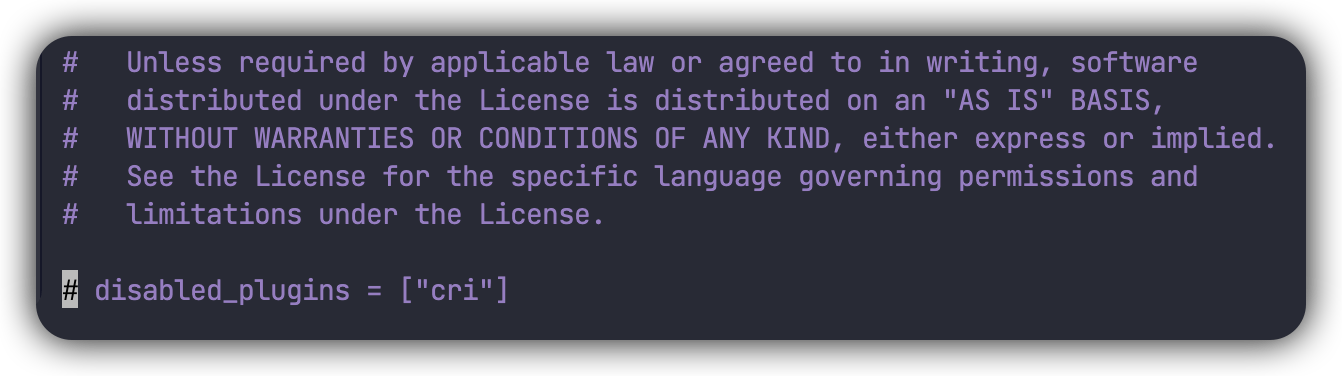 #   Unless required by applicable law or agreed to in writing, software
#   distributed under the License is distributed on an "AS IS" BASIS,
#   WITHOUT WARRANTIES OR CONDITIONS OF ANY KIND, either express or implied.
#   See the License for the specific language governing permissions and
#   limitations under the License.
# disabled_plugins = ["cri"]